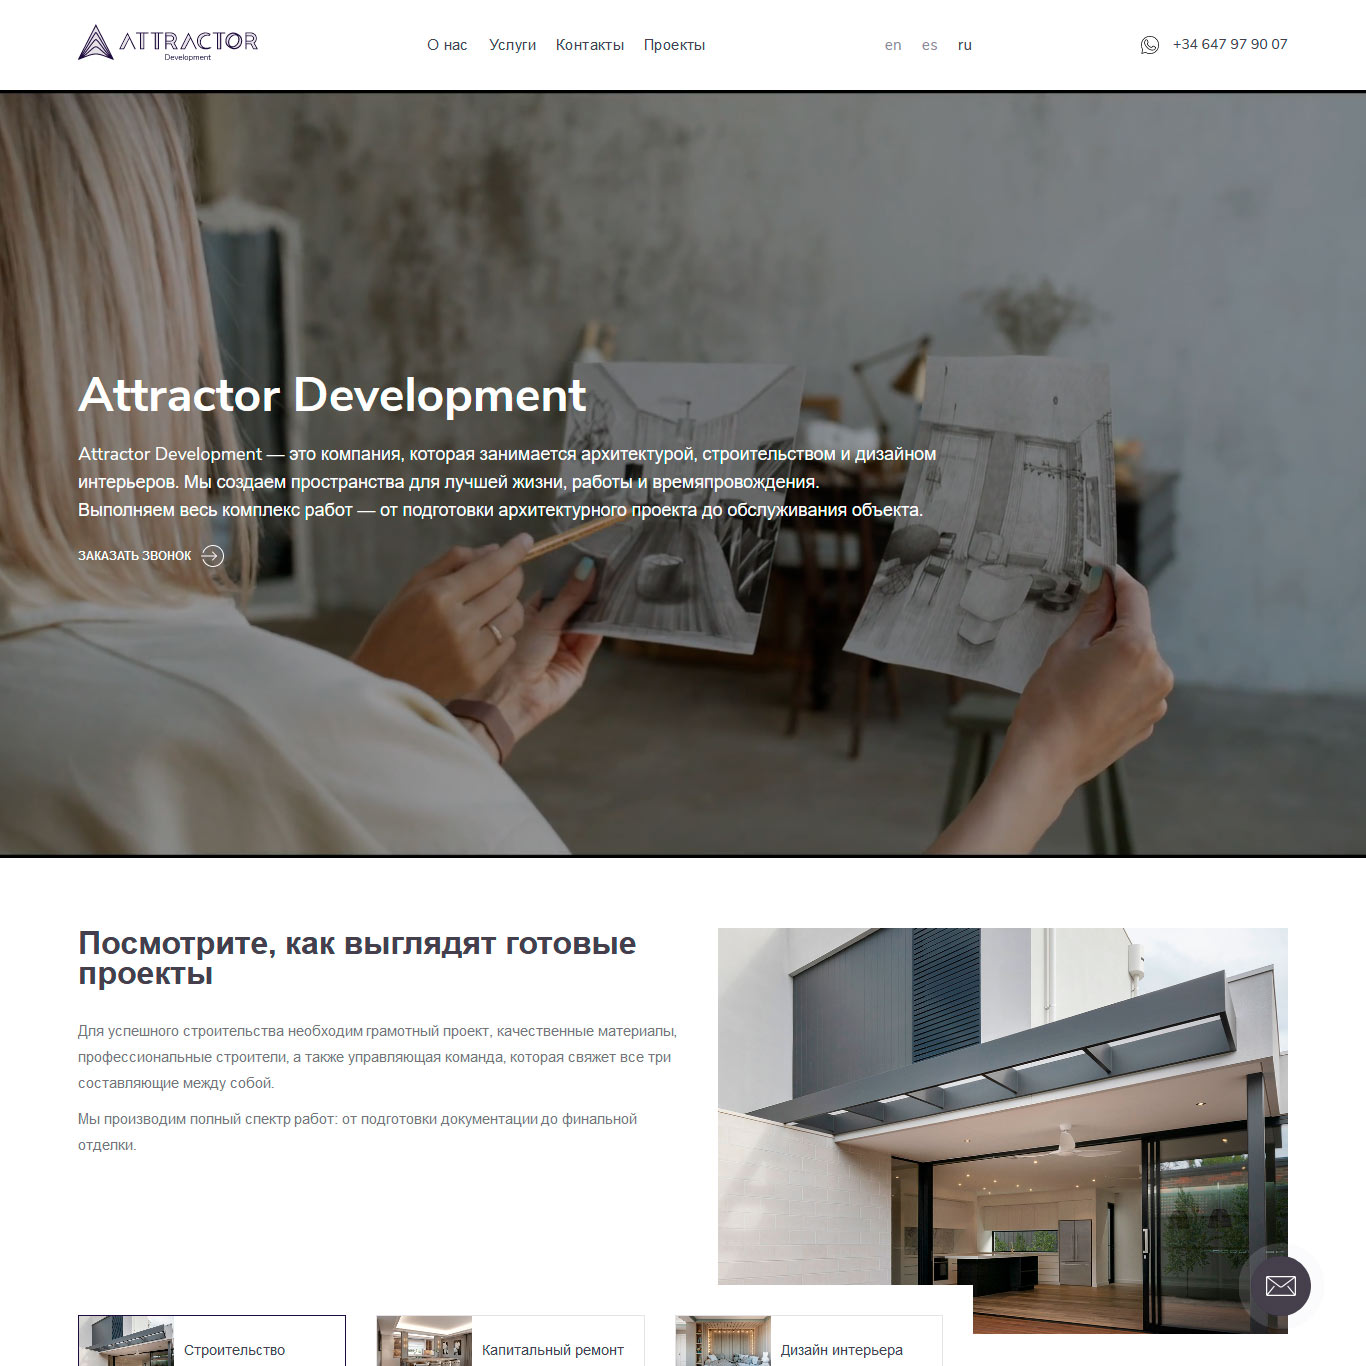 ATTRACTOR
Development
О нас Услуги Контакты Проекты
en es ru
+34 647 97 90 07
Attractor Development
Attractor Development — это компания, которая занимается архитектурой, строительством и дизайном
интерьеров. Мы создаем пространства для лучшей жизни, работы и времяпровождения.
Выполняем весь комплекс работ — от подготовки архитектурного проекта до обслуживания объекта.
ЗАКАЗАТЬ ЗВОНОК
Посмотрите, как выглядят готовые
проекты
Для успешного строительства необходим грамотный проект, качественные материалы,
профессиональные строители, а также управляющая команда, которая свяжет все три
составляющие между собой.
Мы производим полный спектр работ: от подготовки документации до финальной
отделки.
Строительство
Капитальный ремонт
Дизайн интерьера